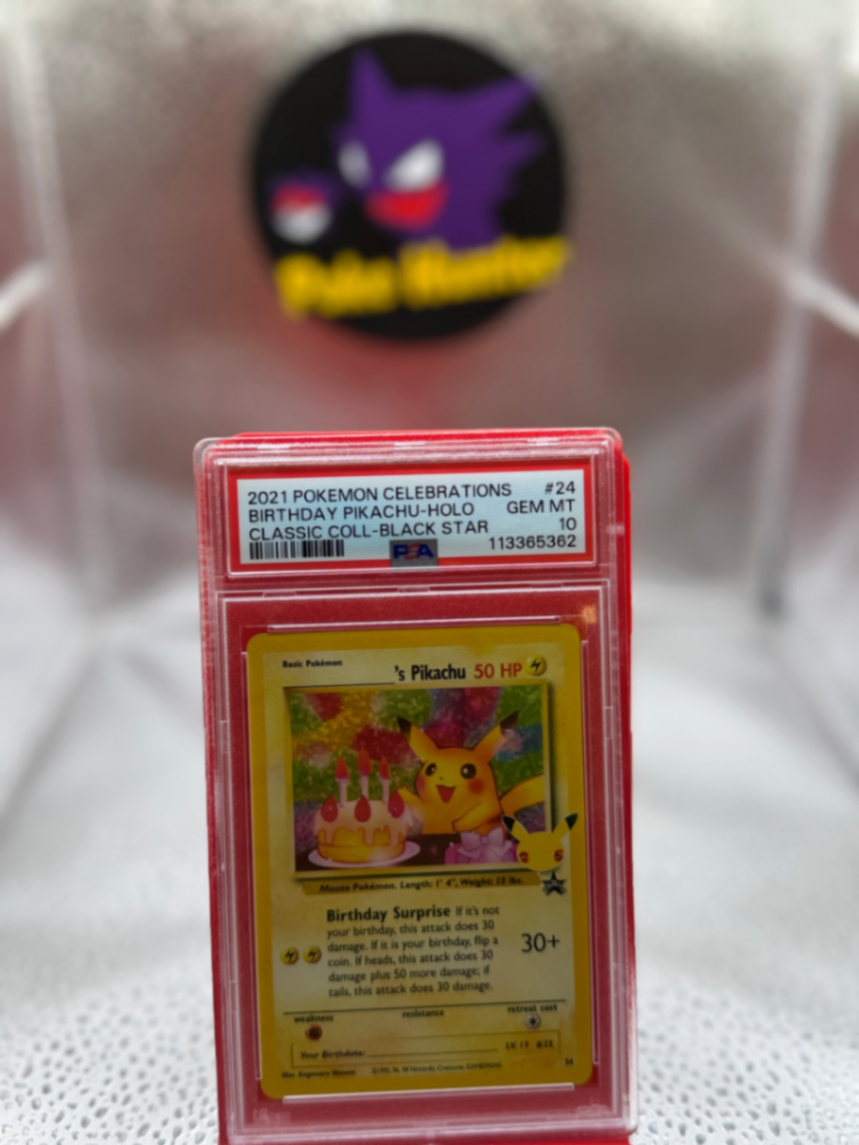 Poke Hunter
2021 POKEMON CELEBRATIONS #24
BIRTHDAY PIKACHU-HOLO GEM MT
CLASSIC COLL-BLACK STAR 10
PSA 113365362
Basic Pokémon
's Pikachu 50 HP
Mouse Pokémon. Length: 1' 4", Weight: 13 lbs.
Birthday Surprise If it's not
your birthday, this attack does 30
damage. If it is your birthday, flip a
coin. If heads, this attack does 30
damage plus 50 more damage; if
tails, this attack does 30 damage.
30+
weakness resistance retreat cost
Your Birthdate: